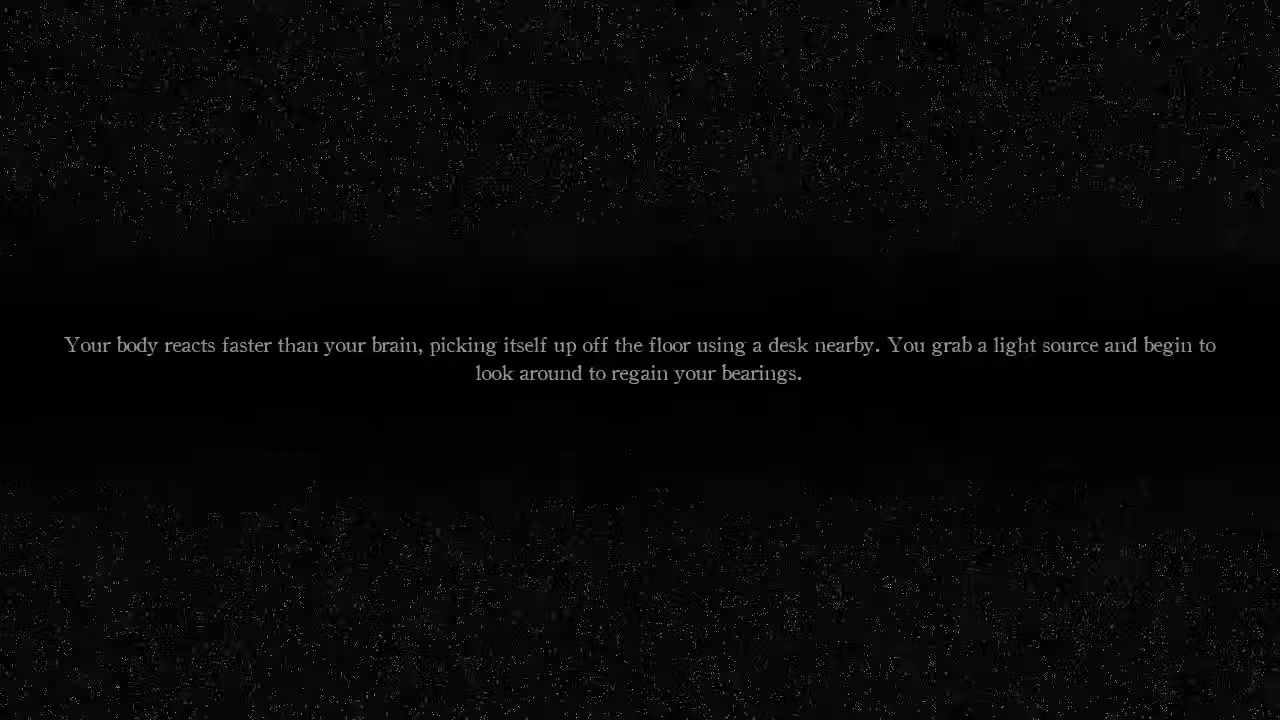 Your body reacts faster than your brain, picking itself up off the floor using a desk nearby. You grab a light source and begin to
look around to regain your bearings.